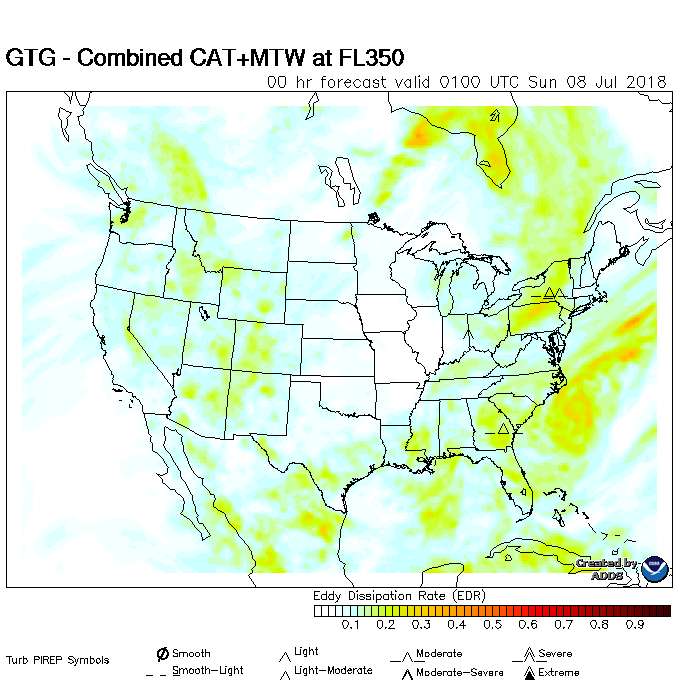 GTG - Combined CAT+MTW at FL350
00 hr forecast valid 0100 UTC Sun 08 Jul 2018
Created by
ADDS
Eddy Dissipation Rate (EDR)
0.1 0.2 0.3 0.4 0.5 0.6 0.7 0.8 0.9
Turb PIREP Symbols
Smooth Light Moderate Severe
Smooth-Light Light-Moderate Moderate-Severe Extreme